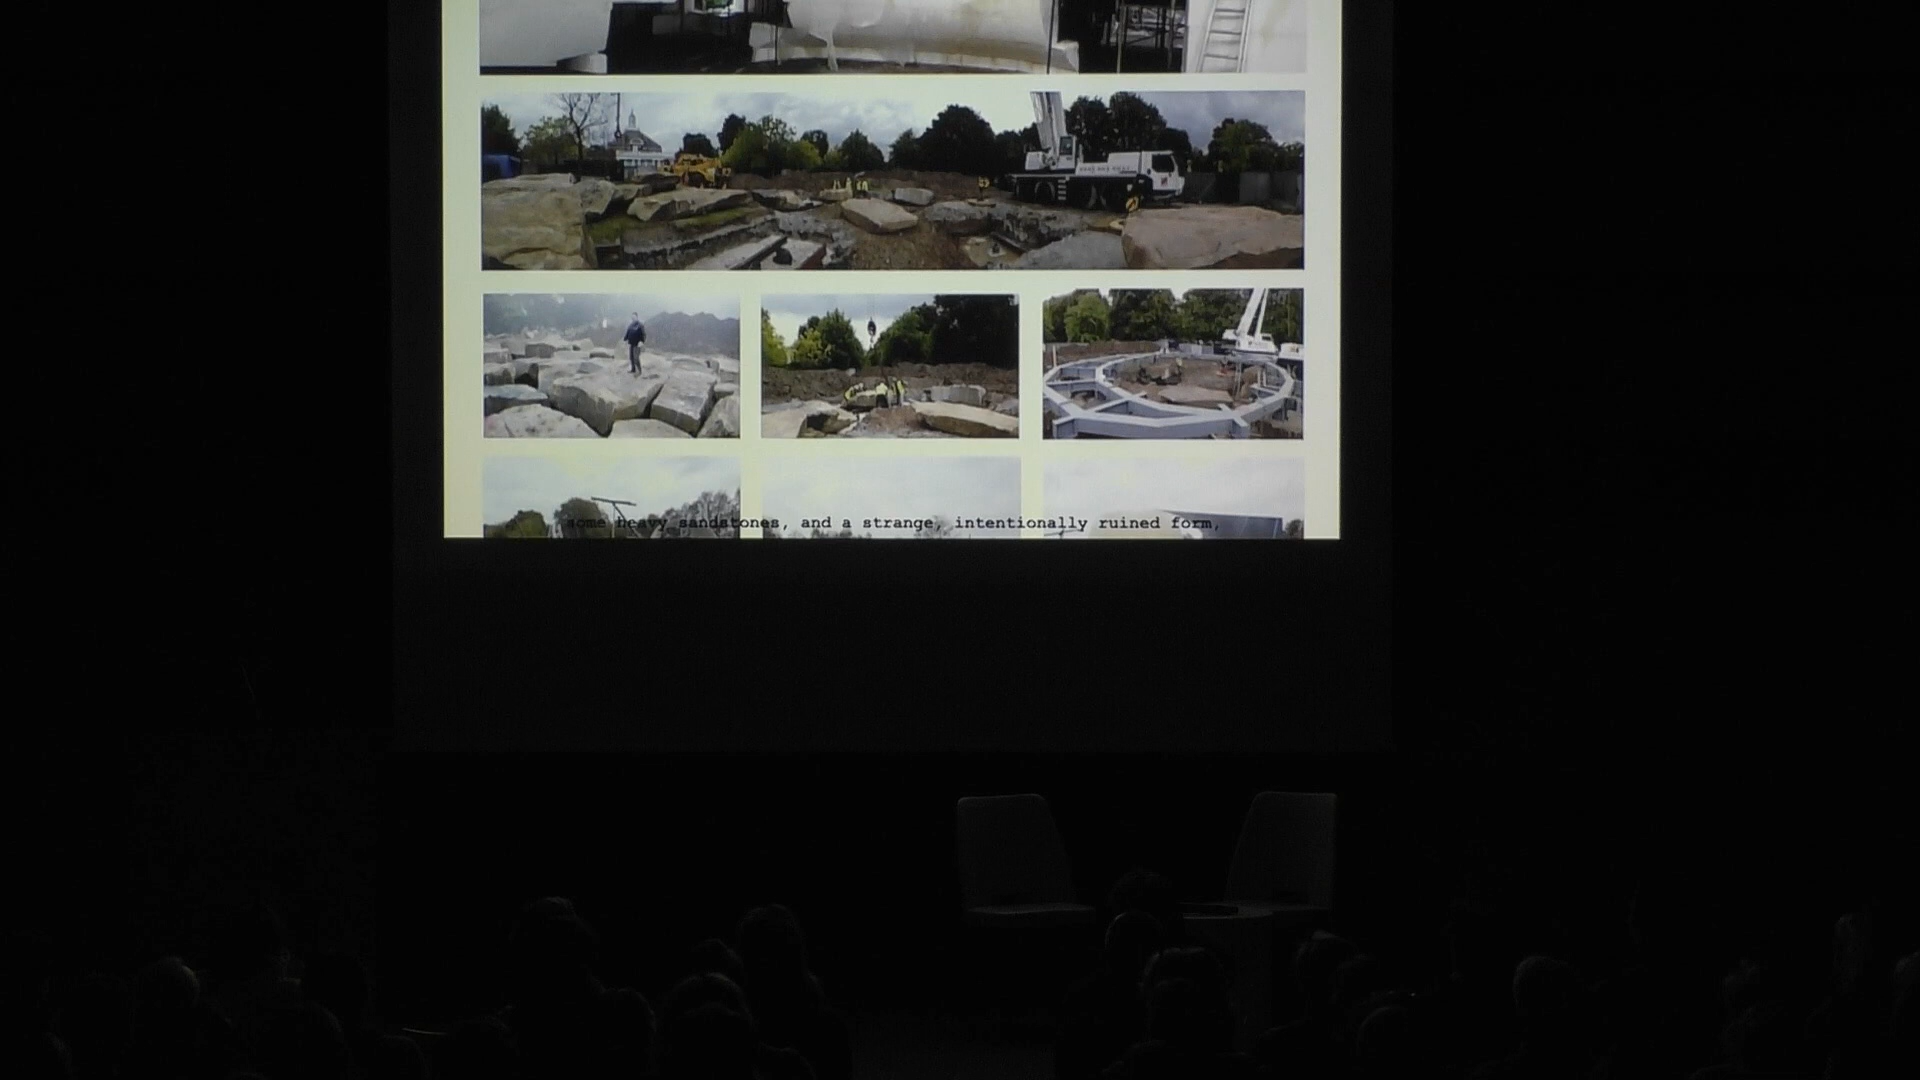 some heavy sandstones, and a strange, intentionally ruined form,